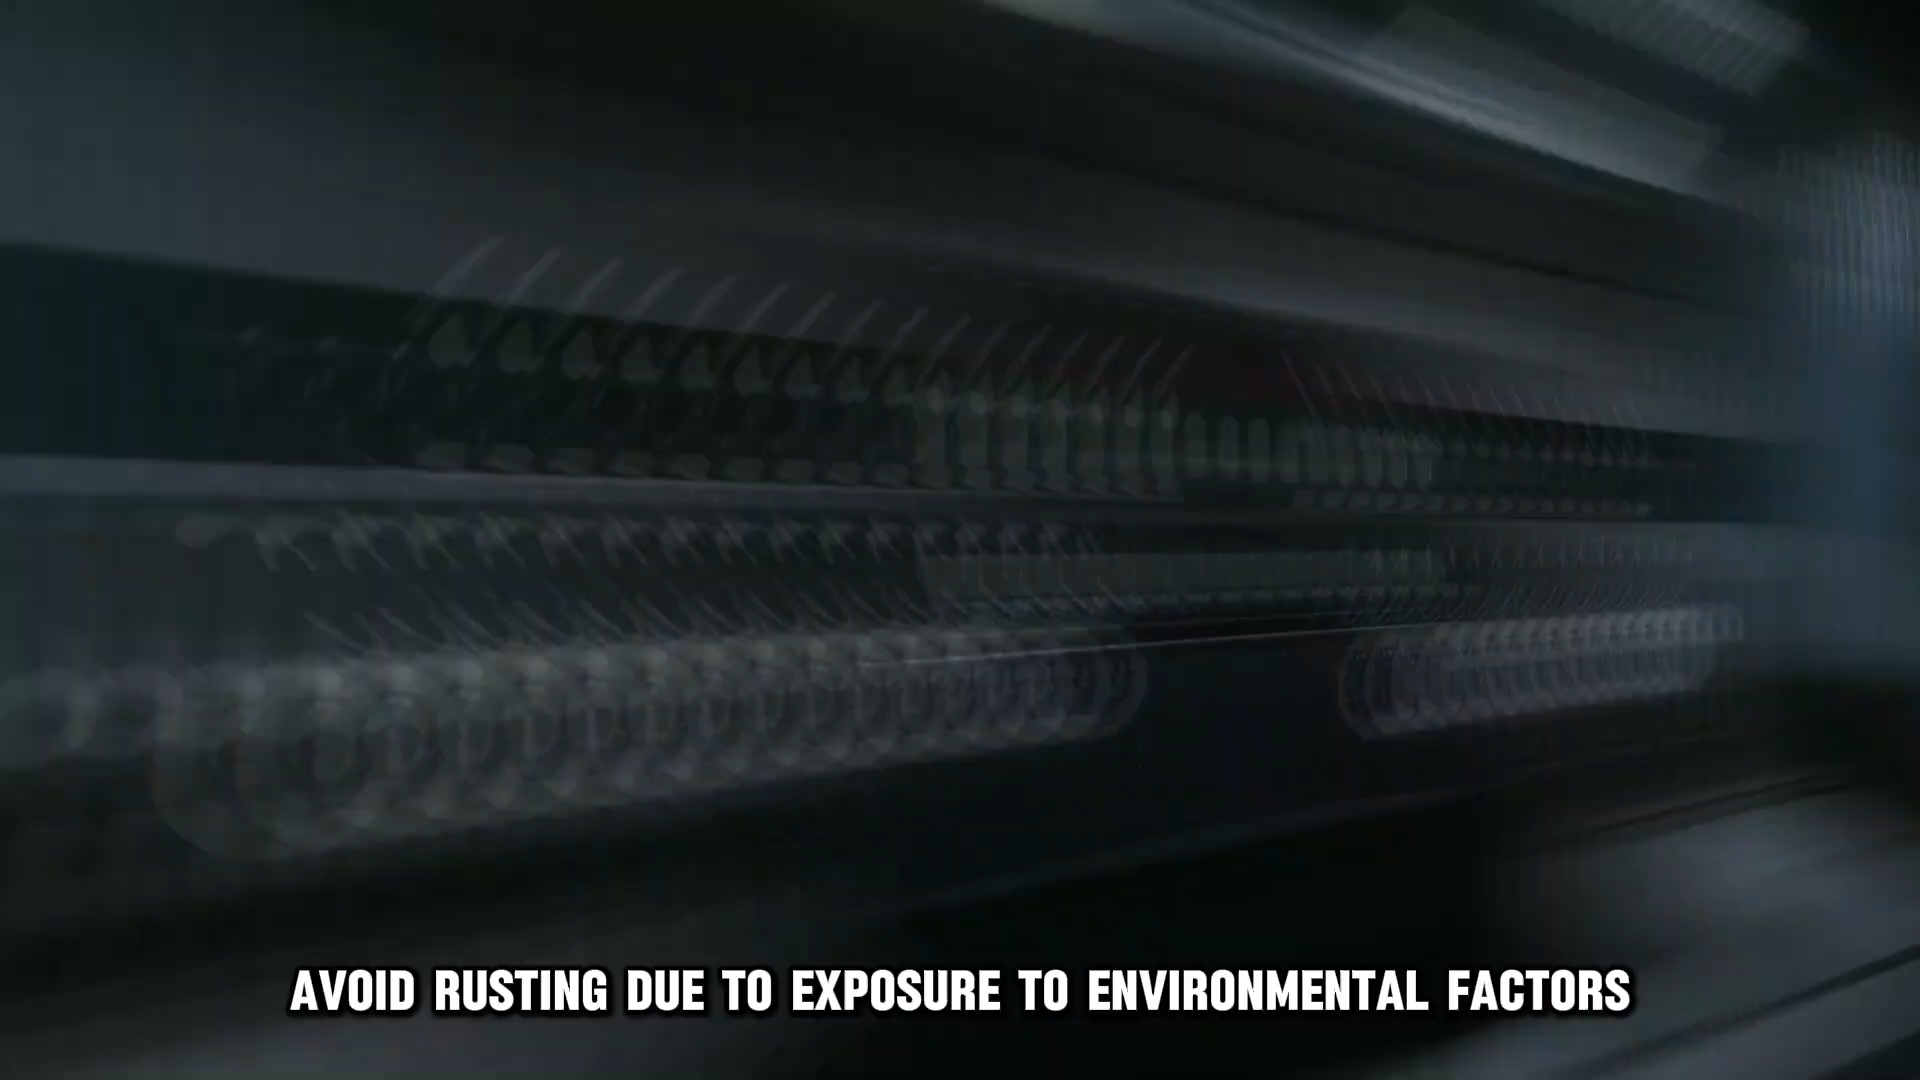 AVOID RUSTING DUE TO EXPOSURE TO ENVIRONMENTAL FACTORS